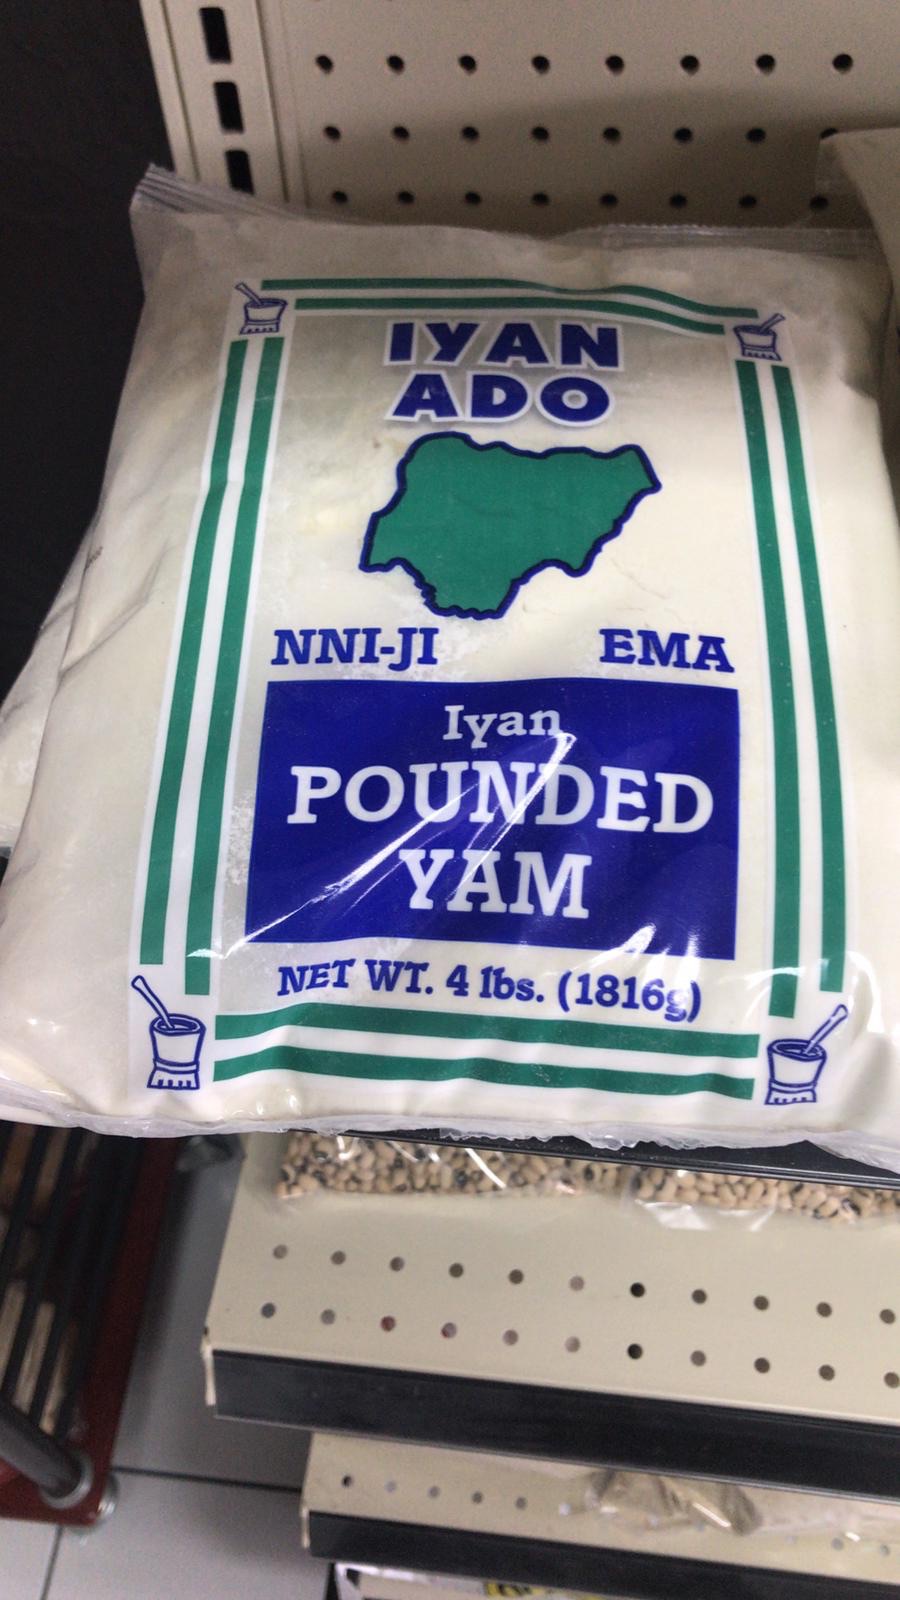 IYAN
ADO
NNI-JI EMA
Iyan
POUNDED
YAM
NET WT. 4 lbs. (1816g)